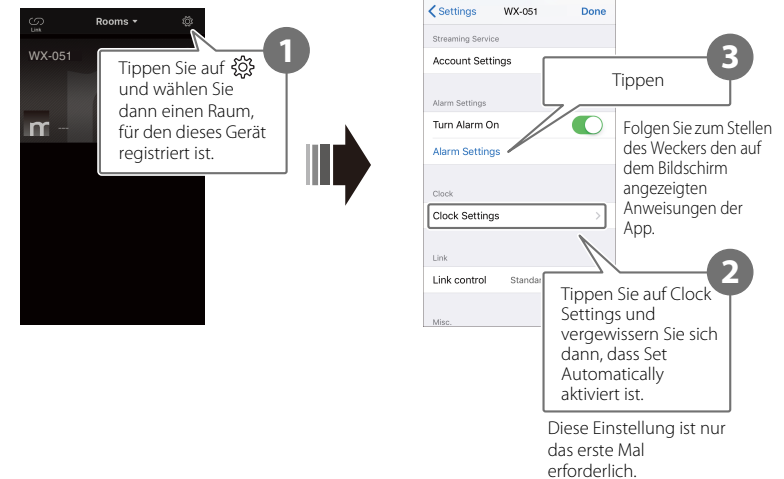 Link
Rooms
WX-051
m
1
Tippen Sie auf
und wählen Sie
dann einen Raum,
für den dieses Gerät
registriert ist.
Settings
WX-051
Done
Streaming Service
Account Settings
3
Tippen
Alarm Settings
Turn Alarm On
Alarm Settings
Folgen Sie zum Stellen
des Weckers den auf
dem Bildschirm
angezeigten
Anweisungen der
App.
Clock
Clock Settings
Link
Link control
Misc.
2
Tippen Sie auf Clock
Settings und
vergewissern Sie sich
dann, dass Set
Automatically
aktiviert ist.
Diese Einstellung ist nur
das erste Mal
erforderlich.